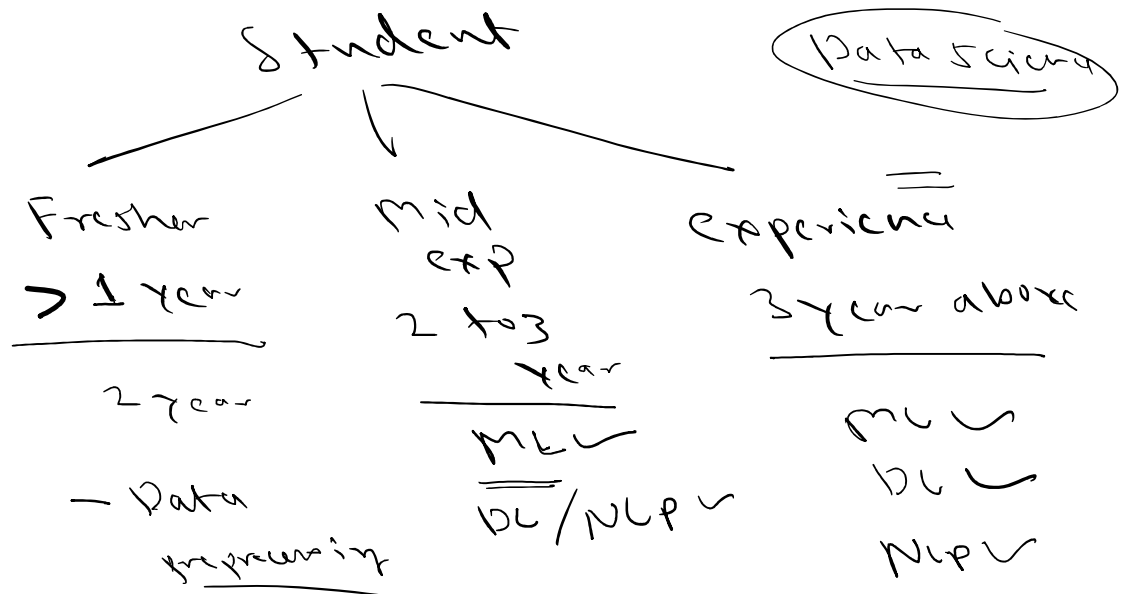 Student
Data Science
Fresher
> 1 year
2 year
- Data
preprocessing
Mid
exp
2 to 3
year
ML ✓
DL / NLP ✓
experience
3 year above
ML ✓
DL ✓
NLP ✓